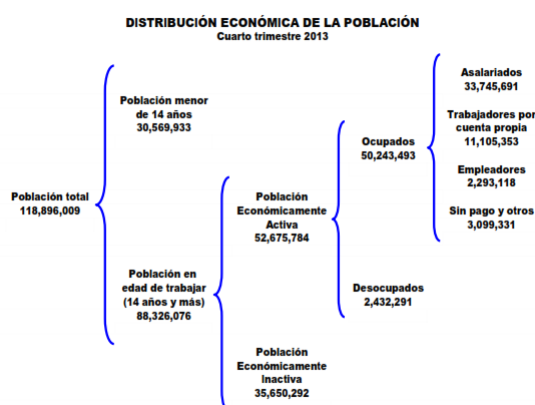 DISTRIBUCIÓN ECONÓMICA DE LA POBLACIÓN
Cuarto trimestre 2013
Población total
118,896,009
Población menor
de 14 años
30,569,933
Población en
edad de trabajar
(14 años y más)
88,326,076
Población
Económicamente
Activa
52,675,784
Población
Económicamente
Inactiva
35,650,292
Ocupados
50,243,493
Desocupados
2,432,291
Asalariados
33,745,691
Trabajadores por
cuenta propia
11,105,353
Empleadores
2,293,118
Sin pago y otros
3,099,331